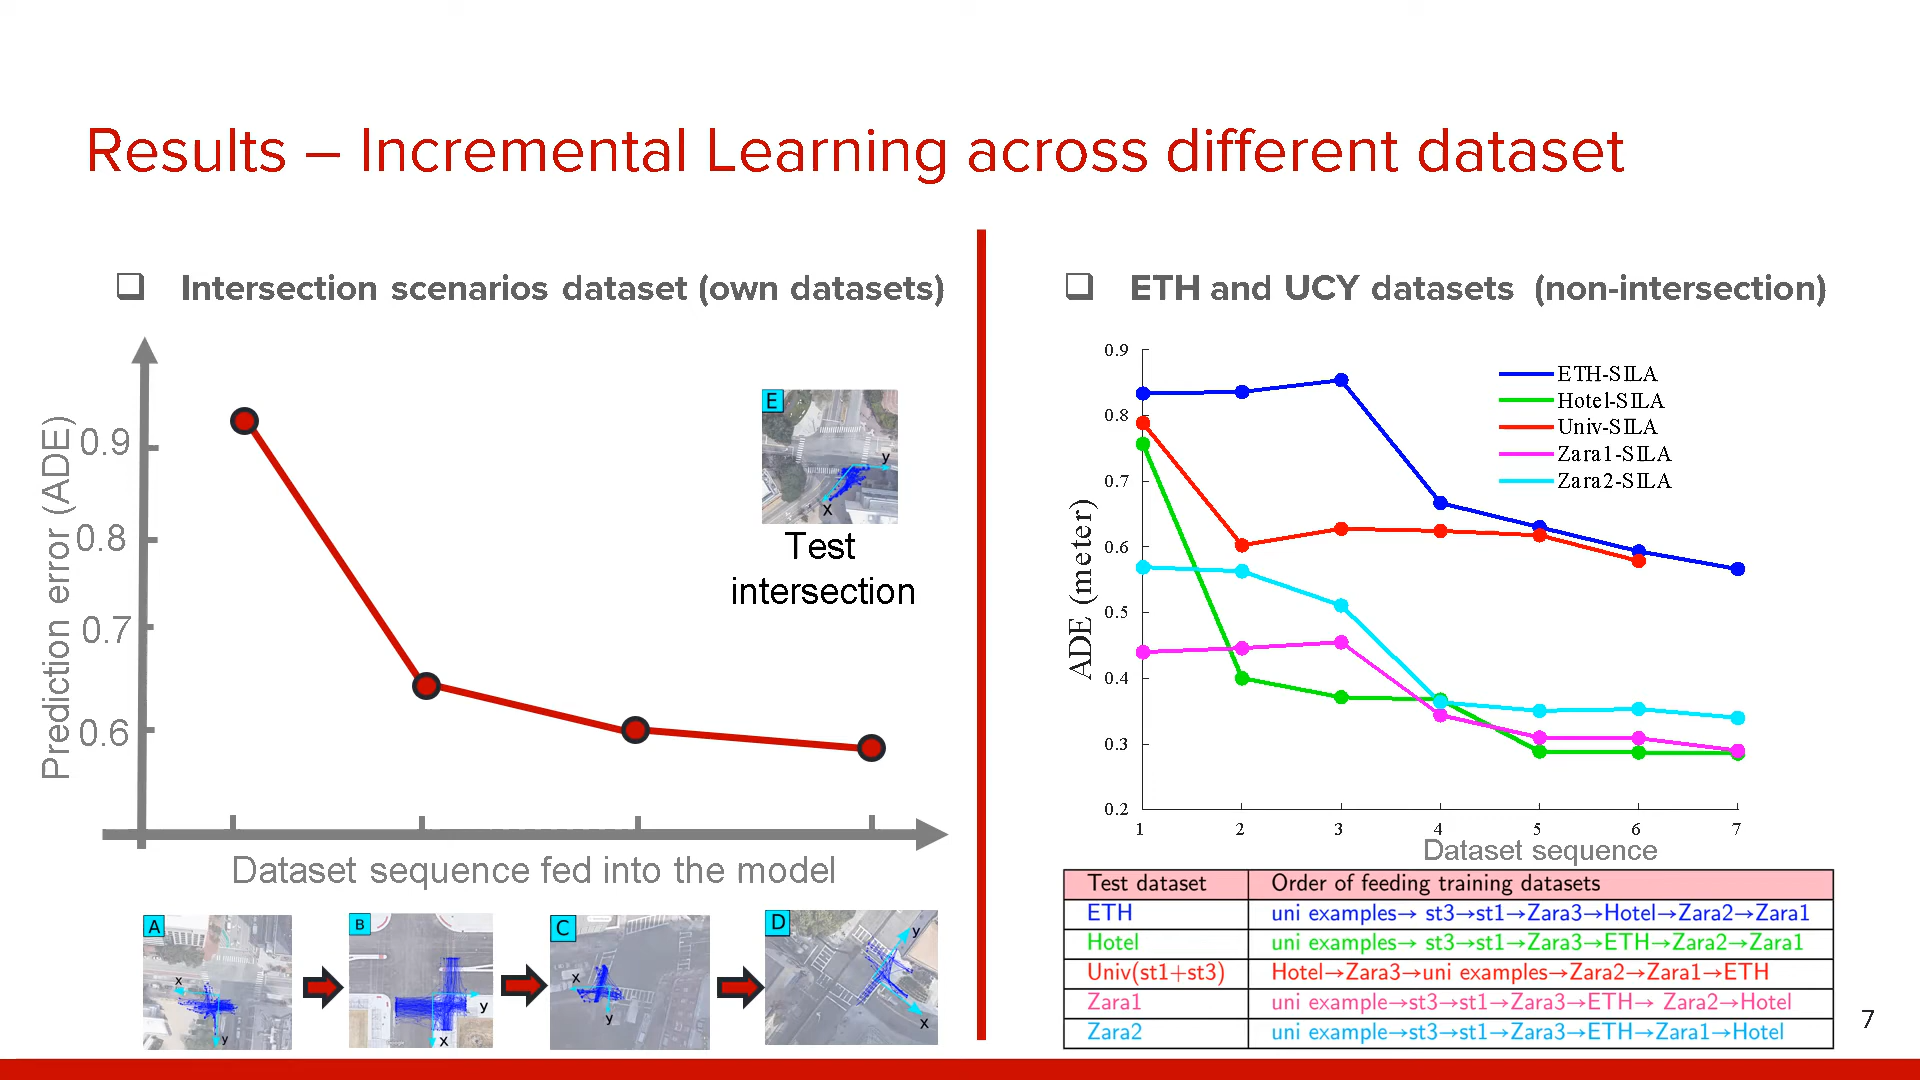 Results – Incremental Learning across different dataset
Intersection scenarios dataset (own datasets)
Prediction error (ADE)
0.9
0.8
0.7
0.6
E
y
x
Test
intersection
Dataset sequence fed into the model
A
x
y
B
y
x
C
x
y
D
y
x
ETH and UCY datasets (non-intersection)
ADE (meter)
0.9
0.8
0.7
0.6
0.5
0.4
0.3
0.2
1 2 3 4 5 6 7
ETH-SILA
Hotel-SILA
Univ-SILA
Zara1-SILA
Zara2-SILA
Dataset sequence
Test dataset Order of feeding training datasets
ETH uni examples→ st3→st1→Zara3→Hotel→Zara2→Zara1
Hotel uni examples→ st3→st1→Zara3→ETH→Zara2→Zara1
Univ(st1+st3) Hotel→Zara3→uni examples→Zara2→Zara1→ETH
Zara1 uni example→st3→st1→Zara3→ETH→ Zara2→Hotel
Zara2 uni example→st3→st1→Zara3→ETH→Zara1→Hotel
7